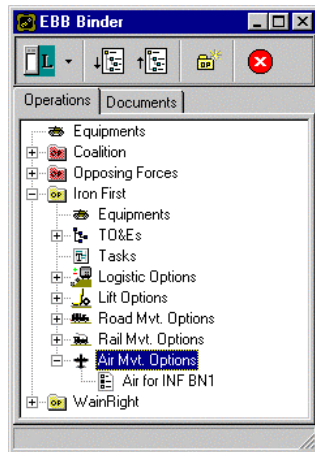 EBB Binder
L
Operations Documents
Equipments
Coalition
Opposing Forces
Iron First
Equipments
TO&Es
Tasks
Logistic Options
Lift Options
Road Mvt. Options
Rail Mvt. Options
Air Mvt. Options
Air for INF BN1
WainRight